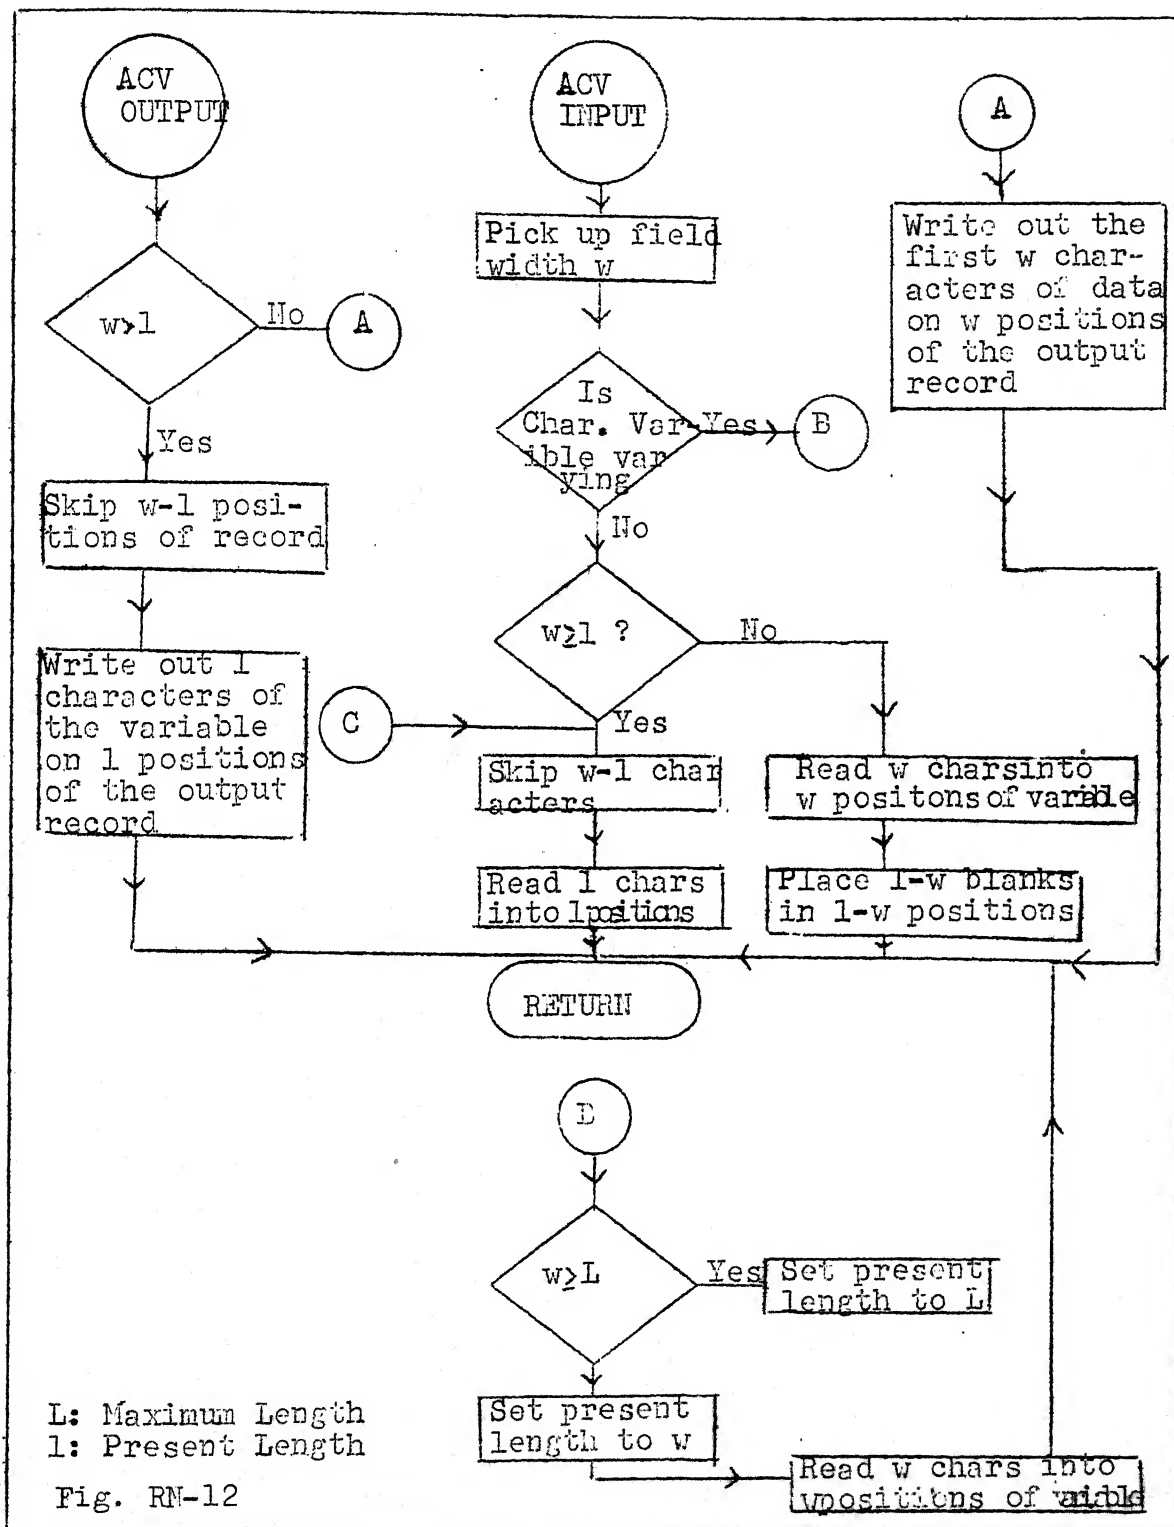 ACV
OUTPUT
w>l
No
A
Yes
Skip w-l posi-
tions of record
Write out l
characters of
the variable
on l positions
of the output
record
ACV
INPUT
Pick up field
width w
Is
Char. Var-
ible var
ying
Yes
B
No
w≥l ?
No
Yes
C
Skip w-l char
acters
Read l chars
into lpositions
Read w charsinto
w positons of variable
Place l-w blanks
in l-w positions
RETURN
A
Write out the
first w char-
acters of data
on w positions
of the output
record
w≥L
Yes
Set present
length to L
Set present
length to w
Read w chars into
of variable
L: Maximum Length
l: Present Length
Fig. RN-12